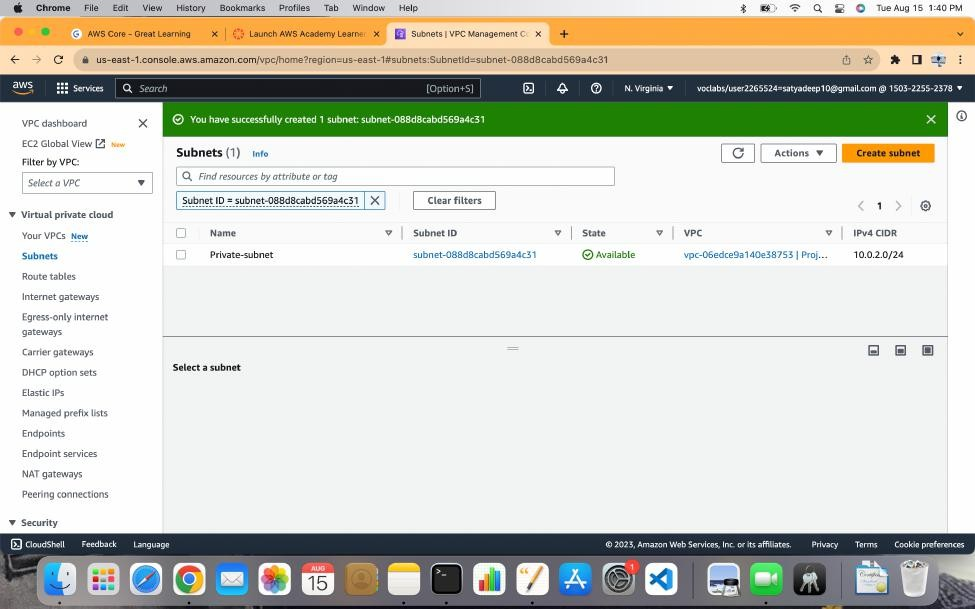 Chrome File Edit View History Bookmarks Profiles Tab Window Help Tue Aug 15 1:40 PM
AWS Core - Great Learning Launch AWS Academy Learner Subnets | VPC Management Co
us-east-1.console.aws.amazon.com/vpc/home?region=us-east-1#subnets:SubnetId=subnet-088d8cabd569a4c31
aws Services Search [Option+S] N. Virginia voclabs/user2265524=satyadeep10@gmail.com @ 1503-2255-2378
VPC dashboard
EC2 Global View New
Filter by VPC:
Select a VPC
Virtual private cloud
Your VPCs New
Subnets
Route tables
Internet gateways
Egress-only internet
gateways
Carrier gateways
DHCP option sets
Elastic IPs
Managed prefix lists
Endpoints
Endpoint services
NAT gateways
Peering connections
Security
You have successfully created 1 subnet: subnet-088d8cabd569a4c31
Subnets (1) Info Actions Create subnet
Find resources by attribute or tag
Subnet ID = subnet-088d8cabd569a4c31 Clear filters 1
Name Subnet ID State VPC IPv4 CIDR
Private-subnet subnet-088d8cabd569a4c31 Available vpc-06edce9a140e38753 | Proj... 10.0.2.0/24
Select a subnet
CloudShell Feedback Language © 2023, Amazon Web Services, Inc. or its affiliates. Privacy Terms Cookie preferences
AUG
15
1